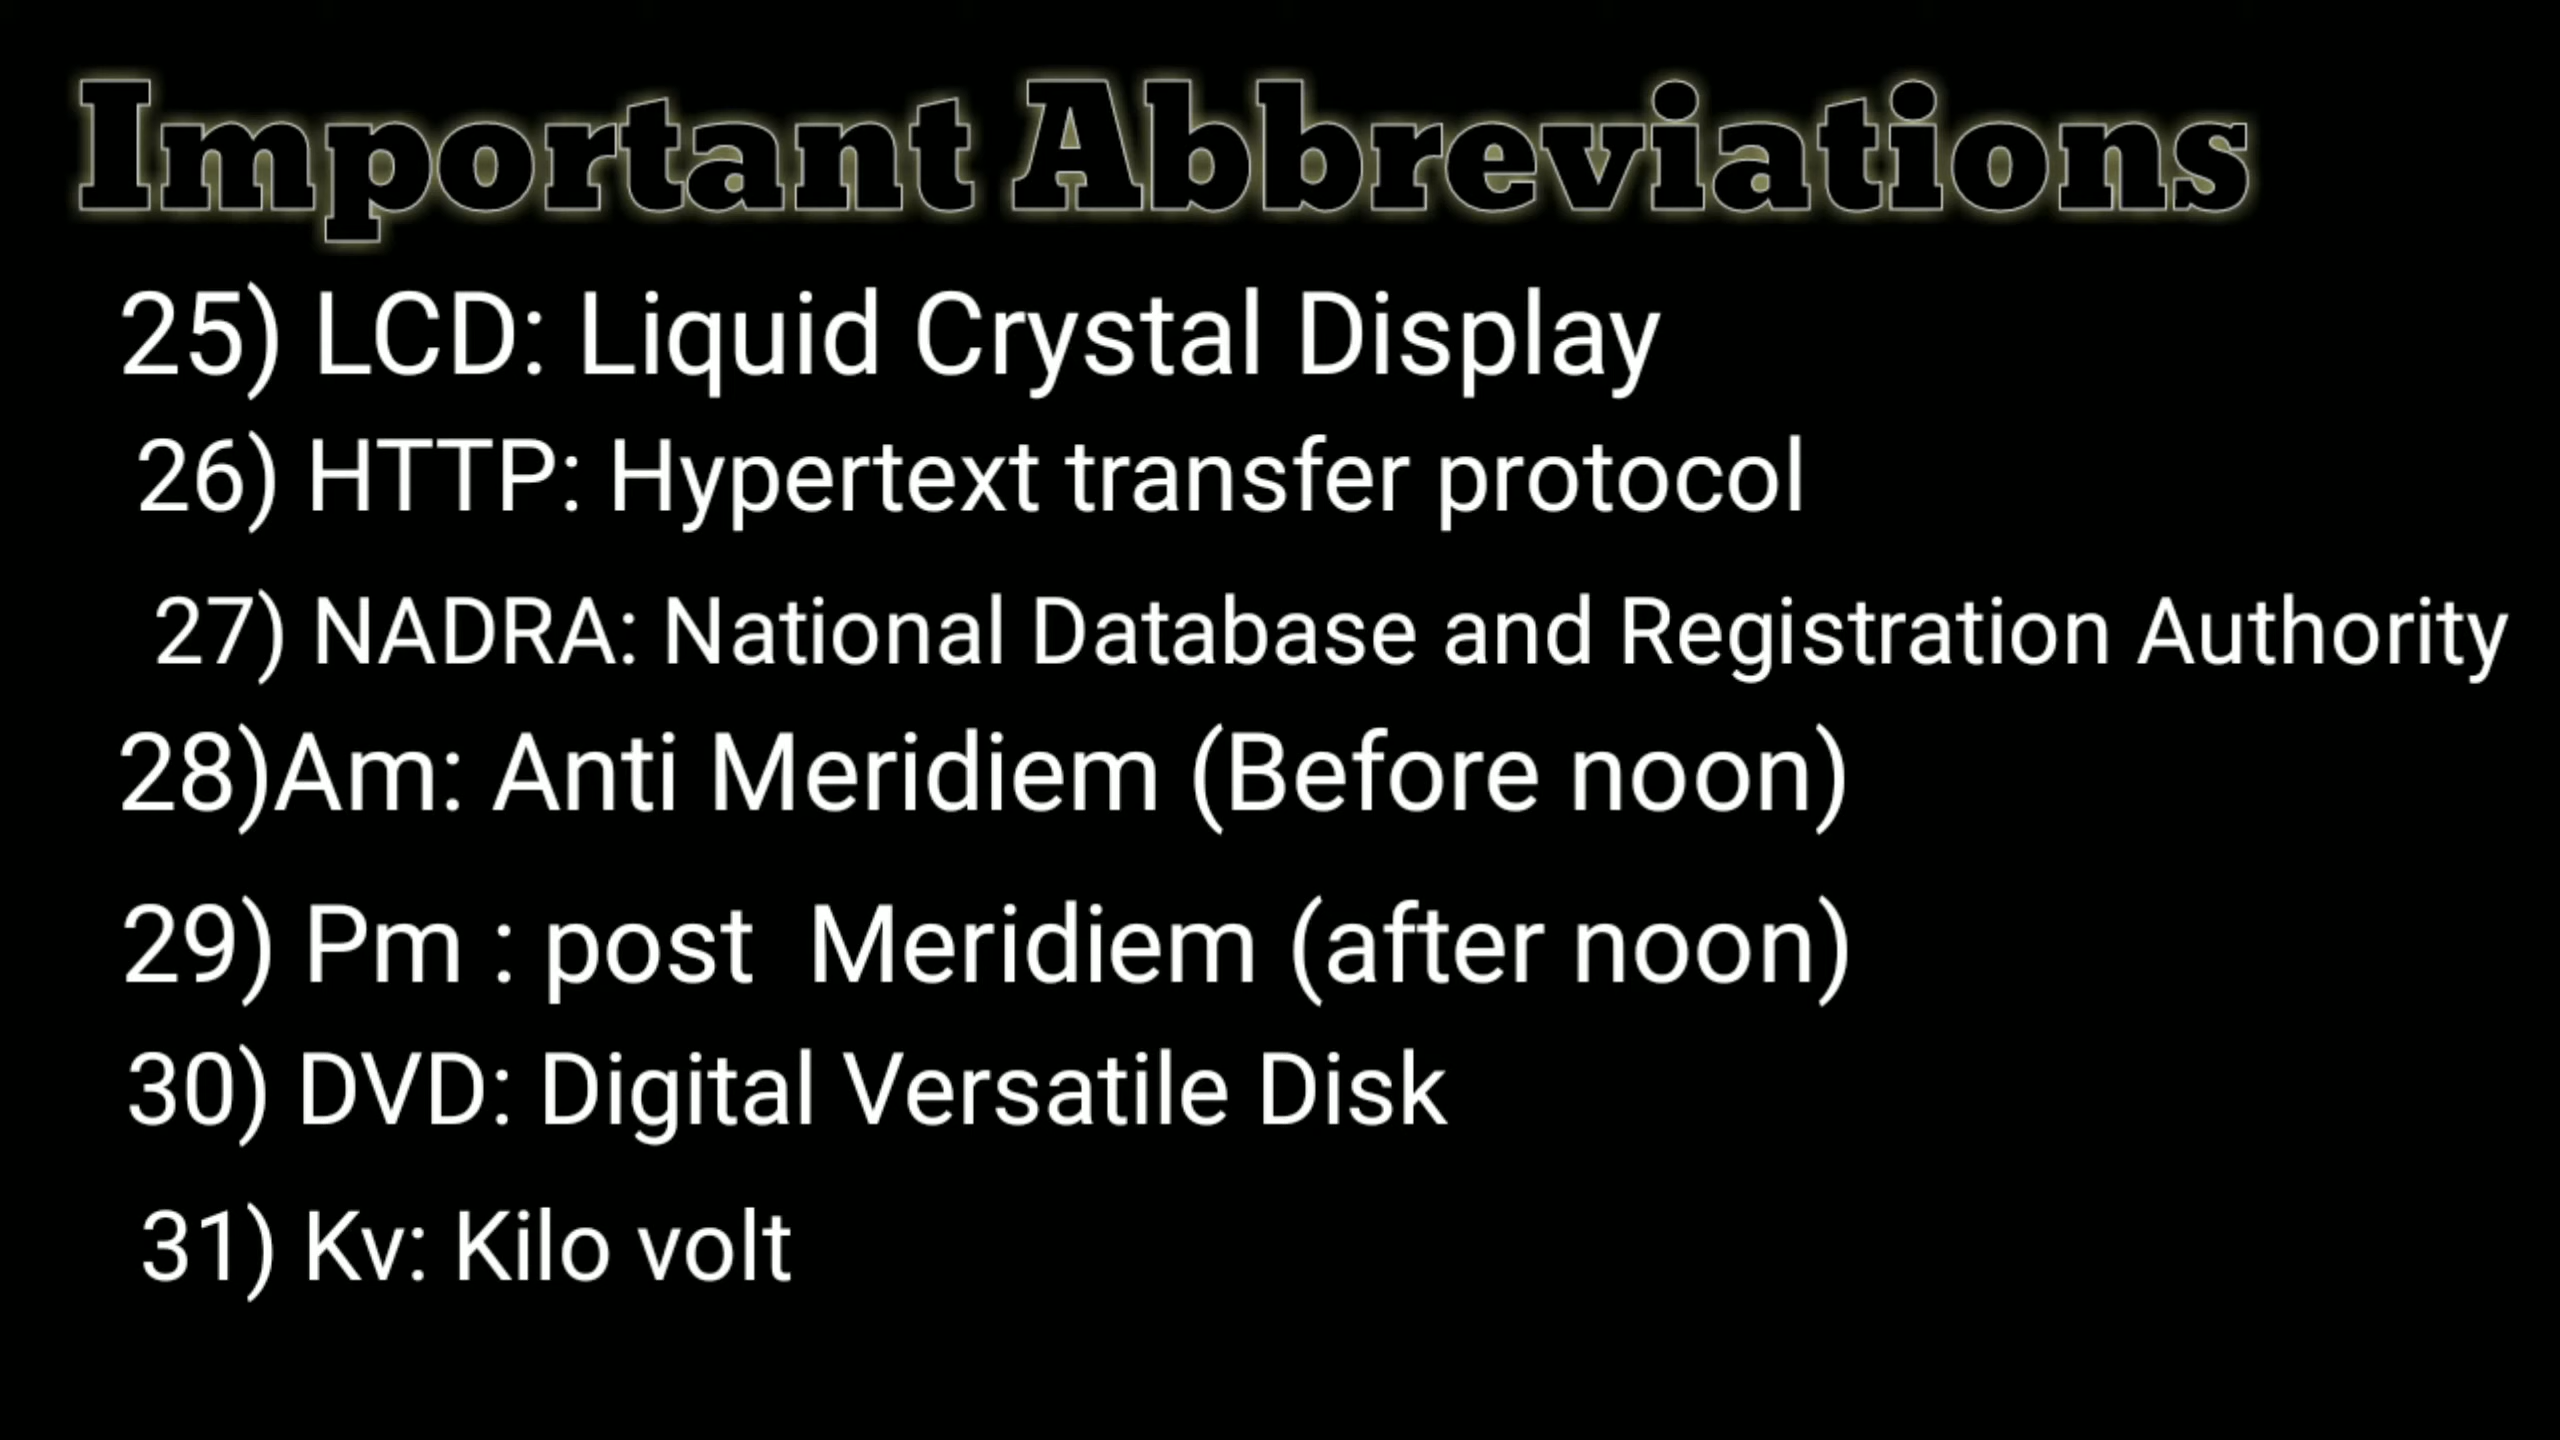 Important Abbreviations
25) LCD: Liquid Crystal Display
26) HTTP: Hypertext transfer protocol
27) NADRA: National Database and Registration Authority
28)Am: Anti Meridiem (Before noon)
29) Pm : post  Meridiem (after noon)
30) DVD: Digital Versatile Disk
31) Kv: Kilo volt